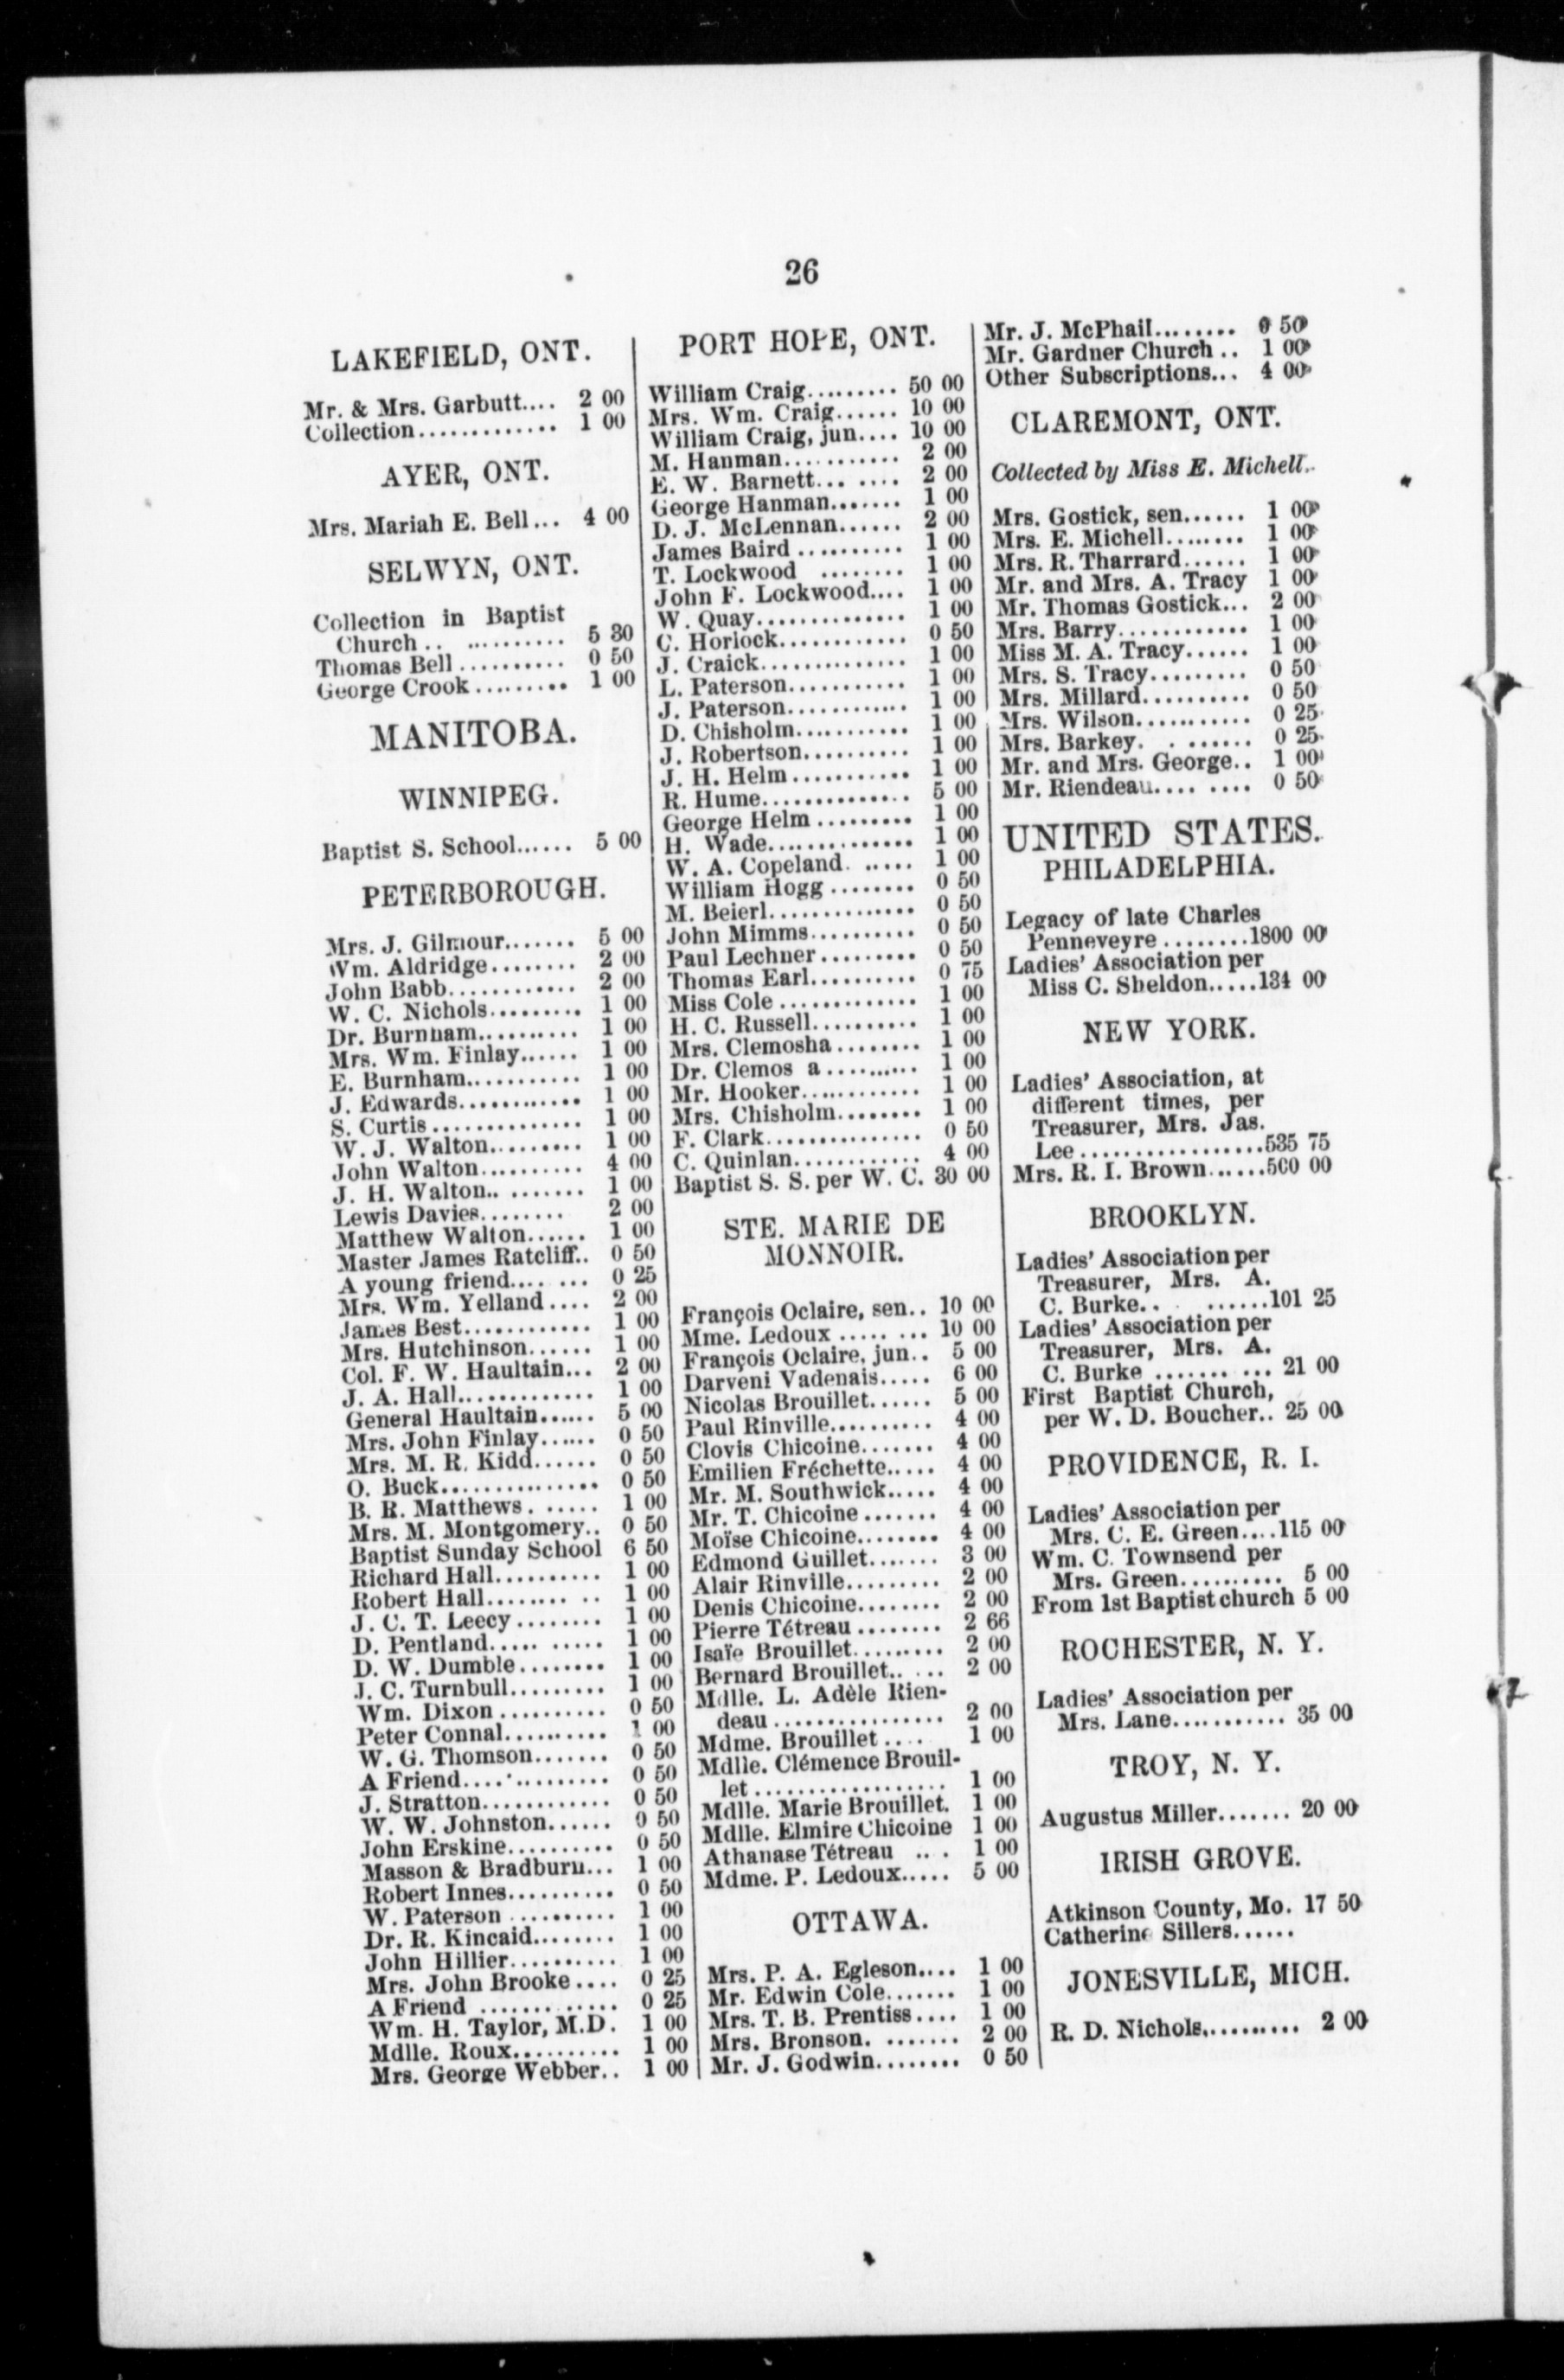 26
LAKEFIELD, ONT.
Mr. & Mrs. Garbutt.... 2 00
Collection............. 1 00
AYER, ONT.
Mrs. Mariah E. Bell... 4 00
SELWYN, ONT.
Collection in Baptist
Church.. ........... 5 30
Thomas Bell.......... 0 50
George Crook......... 1 00
MANITOBA.
WINNIPEG.
Baptist S. School...... 5 00
PETERBOROUGH.
Mrs. J. Gilmour....... 5 00
Wm. Aldridge........ 2 00
John Babb............ 2 00
W. C. Nichols......... 1 00
Dr. Burnham.......... 1 00
Mrs. Wm. Finlay...... 1 00
E. Burnham........... 1 00
J. Edwards............ 1 00
S. Curtis.............. 1 00
W. J. Walton......... 1 00
John Walton.......... 4 00
J. H. Walton.. ....... 1 00
Lewis Davies........ 2 00
Matthew Walton...... 1 00
Master James Ratcliff.. 0 50
A young friend.... ... 0 25
Mrs. Wm. Yelland.... 2 00
James Best............ 1 00
Mrs. Hutchinson...... 1 00
Col. F. W. Haultain... 2 00
J. A. Hall............. 1 00
General Haultain...... 5 00
Mrs. John Finlay...... 0 50
Mrs. M. R. Kidd...... 0 50
O. Buck............... 0 50
B. R. Matthews. ...... 1 00
Mrs. M. Montgomery.. 0 50
Baptist Sunday School 6 50
Richard Hall.......... 1 00
Robert Hall........ .. 1 00
J. C. T. Leecy........ 1 00
D. Pentland..... ..... 1 00
D. W. Dumble........ 1 00
J. C. Turnbull......... 1 00
Wm. Dixon.......... 0 50
Peter Connal.......... 1 00
W. G. Thomson....... 0 50
A Friend............. 0 50
J. Stratton............ 0 50
W. W. Johnston...... 0 50
John Erskine.......... 0 50
Masson & Bradburn... 1 00
Robert Innes.......... 0 50
W. Paterson.......... 1 00
Dr. R. Kincaid........ 1 00
John Hillier.......... 1 00
Mrs. John Brooke.... 0 25
A Friend............. 0 25
Wm. H. Taylor, M.D. 1 00
Mdlle. Roux.......... 1 00
Mrs. George Webber.. 1 00
PORT HOPE, ONT.
William Craig......... 50 00
Mrs. Wm. Craig...... 10 00
William Craig, jun.... 10 00
M. Hanman........... 2 00
E. W. Barnett... .... 2 00
George Hanman....... 1 00
D. J. McLennan...... 2 00
James Baird.......... 1 00
T. Lockwood ........ 1 00
John F. Lockwood.... 1 00
W. Quay.............. 1 00
C. Horlock............ 0 50
J. Craick.............. 1 00
L. Paterson........... 1 00
J. Paterson............ 1 00
D. Chisholm........... 1 00
J. Robertson.......... 1 00
J. H. Helm........... 1 00
R. Hume.............. 5 00
George Helm......... 1 00
H. Wade.............. 1 00
W. A. Copeland. ..... 1 00
William Hogg........ 0 50
M. Beierl.............. 0 50
John Mimms.......... 0 50
Paul Lechner......... 0 50
Thomas Earl.......... 0 75
Miss Cole............. 1 00
H. C. Russell.......... 1 00
Mrs. Clemosha........ 1 00
Dr. Clemos a......... 1 00
Mr. Hooker........... 1 00
Mrs. Chisholm........ 1 00
F. Clark............... 0 50
C. Quinlan............ 4 00
Baptist S. S. per W. C. 30 00
STE. MARIE DE
MONNOIR.
François Oclaire, sen.. 10 00
Mme. Ledoux..... ... 10 00
François Oclaire, jun.. 5 00
Darveni Vadenais..... 6 00
Nicolas Brouillet...... 5 00
Paul Rinville.......... 4 00
Clovis Chicoine....... 4 00
Emilien Fréchette..... 4 00
Mr. M. Southwick..... 4 00
Mr. T. Chicoine....... 4 00
Moïse Chicoine........ 4 00
Edmond Guillet....... 3 00
Alair Rinville......... 2 00
Denis Chicoine........ 2 00
Pierre Tétreau........ 2 66
Isaïe Brouillet......... 2 00
Bernard Brouillet.. ... 2 00
Mdlle. L. Adèle Rien-
deau................ 2 00
Mdme. Brouillet.... 1 00
Mdlle. Clémence Brouil-
let.................. 1 00
Mdlle. Marie Brouillet. 1 00
Mdlle. Elmire Chicoine 1 00
Athanase Tétreau .. . 1 00
Mdme. P. Ledoux..... 5 00
OTTAWA.
Mrs. P. A. Egleson.... 1 00
Mr. Edwin Cole....... 1 00
Mrs. T. B. Prentiss.... 1 00
Mrs. Bronson. ....... 2 00
Mr. J. Godwin........ 0 50
Mr. J. McPhail........ 0 50
Mr. Gardner Church.. 1 00
Other Subscriptions... 4 00
CLAREMONT, ONT.
Collected by Miss E. Michell.
Mrs. Gostick, sen...... 1 00
Mrs. E. Michell........ 1 00
Mrs. R. Tharrard...... 1 00
Mr. and Mrs. A. Tracy 1 00
Mr. Thomas Gostick... 2 00
Mrs. Barry............ 1 00
Miss M. A. Tracy...... 1 00
Mrs. S. Tracy......... 0 50
Mrs. Millard.......... 0 50
Mrs. Wilson........... 0 25
Mrs. Barkey. . ...... 0 25
Mr. and Mrs. George.. 1 00
Mr. Riendeau.... .... 0 50
UNITED STATES.
PHILADELPHIA.
Legacy of late Charles
Penneveyre........1800 00
Ladies' Association per
Miss C. Sheldon.....134 00
NEW YORK.
Ladies' Association, at
different times, per
Treasurer, Mrs. Jas.
Lee.................535 75
Mrs. R. I. Brown......500 00
BROOKLYN.
Ladies' Association per
Treasurer, Mrs. A.
C. Burke.. ......101 25
Ladies' Association per
Treasurer, Mrs. A.
C. Burke....... ... 21 00
First Baptist Church,
per W. D. Boucher.. 25 00
PROVIDENCE, R. I.
Ladies' Association per
Mrs. C. E. Green....115 00
Wm. C. Townsend per
Mrs. Green.......... 5 00
From 1st Baptist church 5 00
ROCHESTER, N. Y.
Ladies' Association per
Mrs. Lane........... 35 00
TROY, N. Y.
Augustus Miller....... 20 00
IRISH GROVE.
Atkinson County, Mo. 17 50
Catherine Sillers......
JONESVILLE, MICH.
R. D. Nichols.......... 2 00